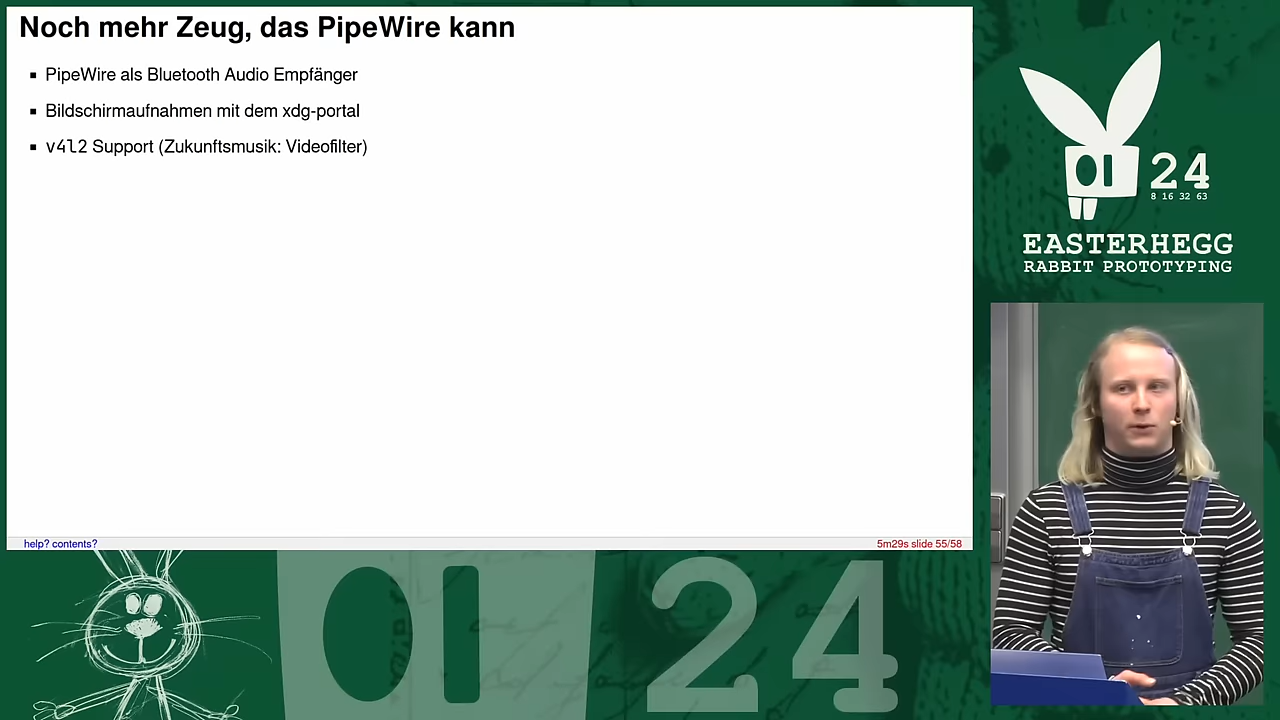 Noch mehr Zeug, das PipeWire kann
PipeWire als Bluetooth Audio Empfänger
Bildschirmaufnahmen mit dem xdg-portal
v4l2 Support (Zukunftsmusik: Videofilter)
help? contents?
5m29s slide 55/58
24
8 16 32 63
EASTERHEGG
RABBIT PROTOTYPING
24